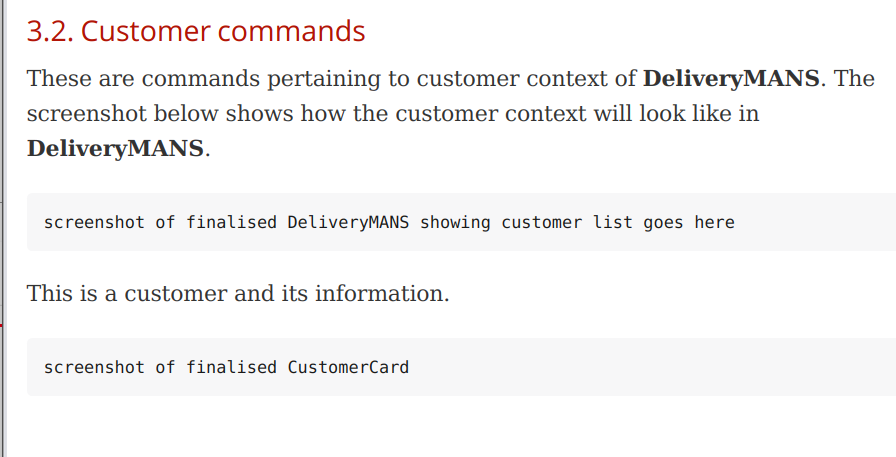 3.2. Customer commands
These are commands pertaining to customer context of DeliveryMANS. The
screenshot below shows how the customer context will look like in
DeliveryMANS.
screenshot of finalised DeliveryMANS showing customer list goes here
This is a customer and its information.
screenshot of finalised CustomerCard